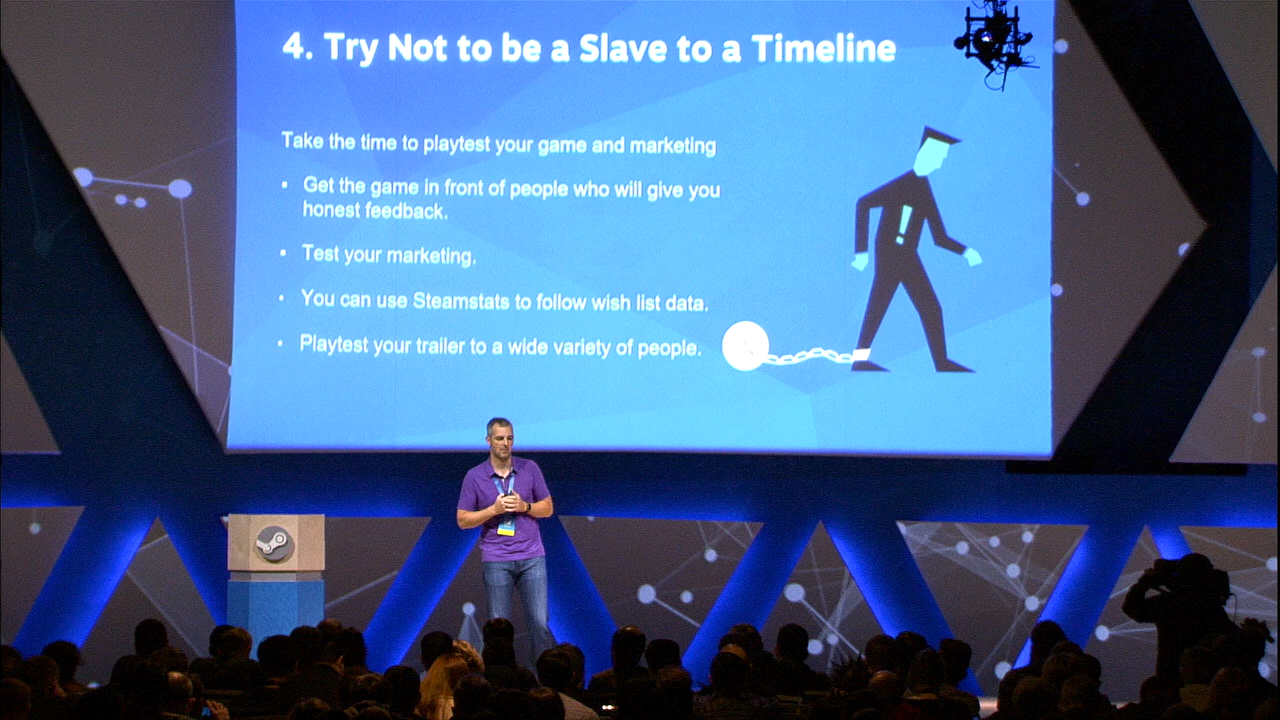 4. Try Not to be a Slave to a Timeline
Take the time to playtest your game and marketing
• Get the game in front of people who will give you
honest feedback.
• Test your marketing.
• You can use Steamstats to follow wish list data.
• Playtest your trailer to a wide variety of people.